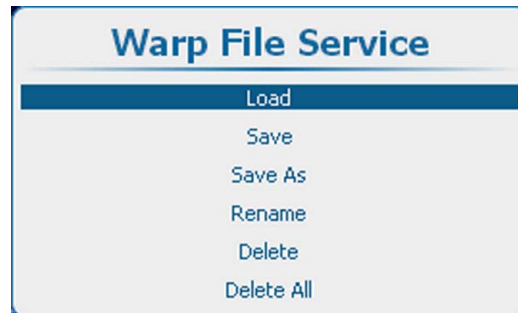 Warp File Service
Load
Save
Save As
Rename
Delete
Delete All